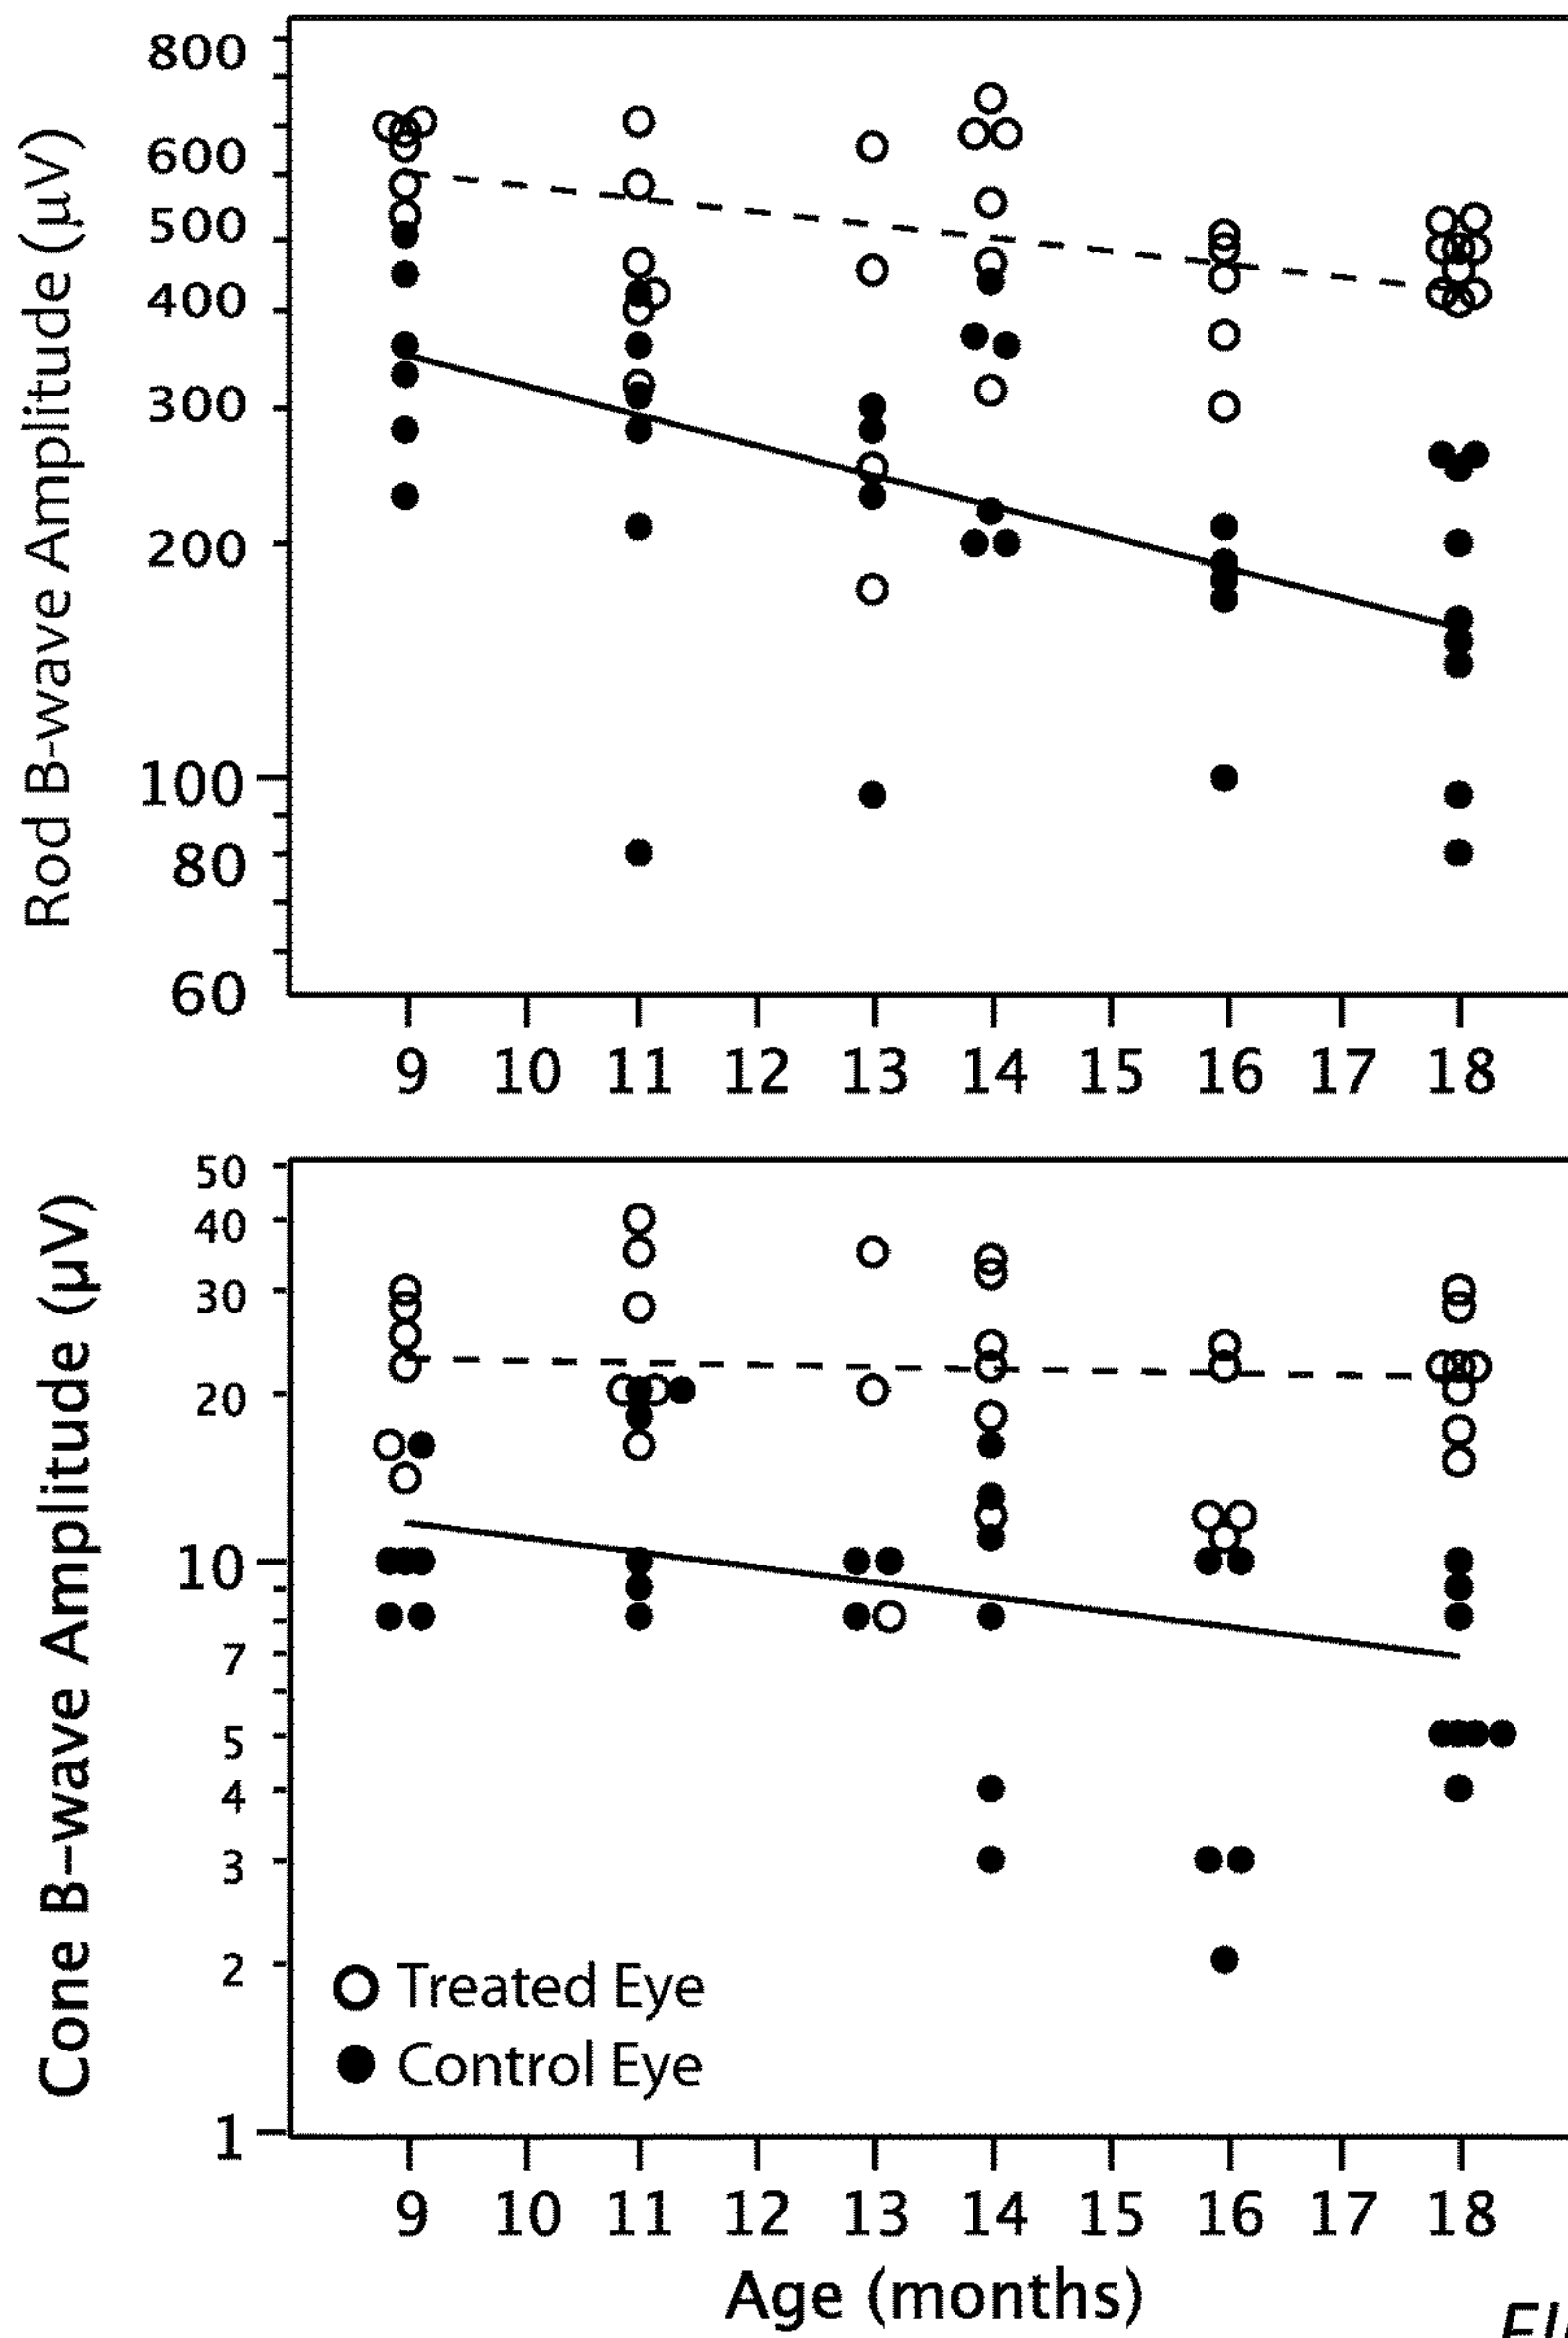 Rod B-wave Amplitude (μV)
800
600
500
400
300
200
100
80
60
9 10 11 12 13 14 15 16 17 18
Cone B-wave Amplitude (μV)
50
40
30
20
10
7
5
4
3
2
1
Treated Eye
Control Eye
9 10 11 12 13 14 15 16 17 18
Age (months)